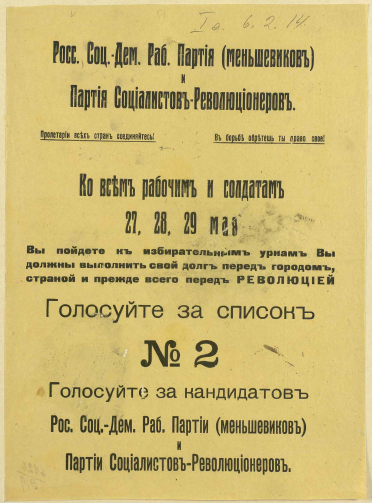 Iа 6.2.14.
Росс. Соц.-Дем. Раб. Партія (меньшевиковъ)
и
Партія Соціалистовъ-Революціонеровъ.
Пролетаріи всѣхъ странъ соединяйтесь!
Въ борьбѣ обрѣтешь ты право свое!
Ко всѣмъ рабочимъ и солдатамъ
27, 28, 29 мая
Вы пойдете къ избирательнымъ урнамъ Вы
должны выполнить свой долгъ передъ городомъ,
страной и прежде всего передъ РЕВОЛЮЦІЕЙ
Голосуйте за списокъ
№ 2
Голосуйте за кандидатовъ
Рос. Соц.-Дем. Раб. Партіи (меньшевиковъ)
и
Партіи Соціалистовъ-Революціонеровъ.